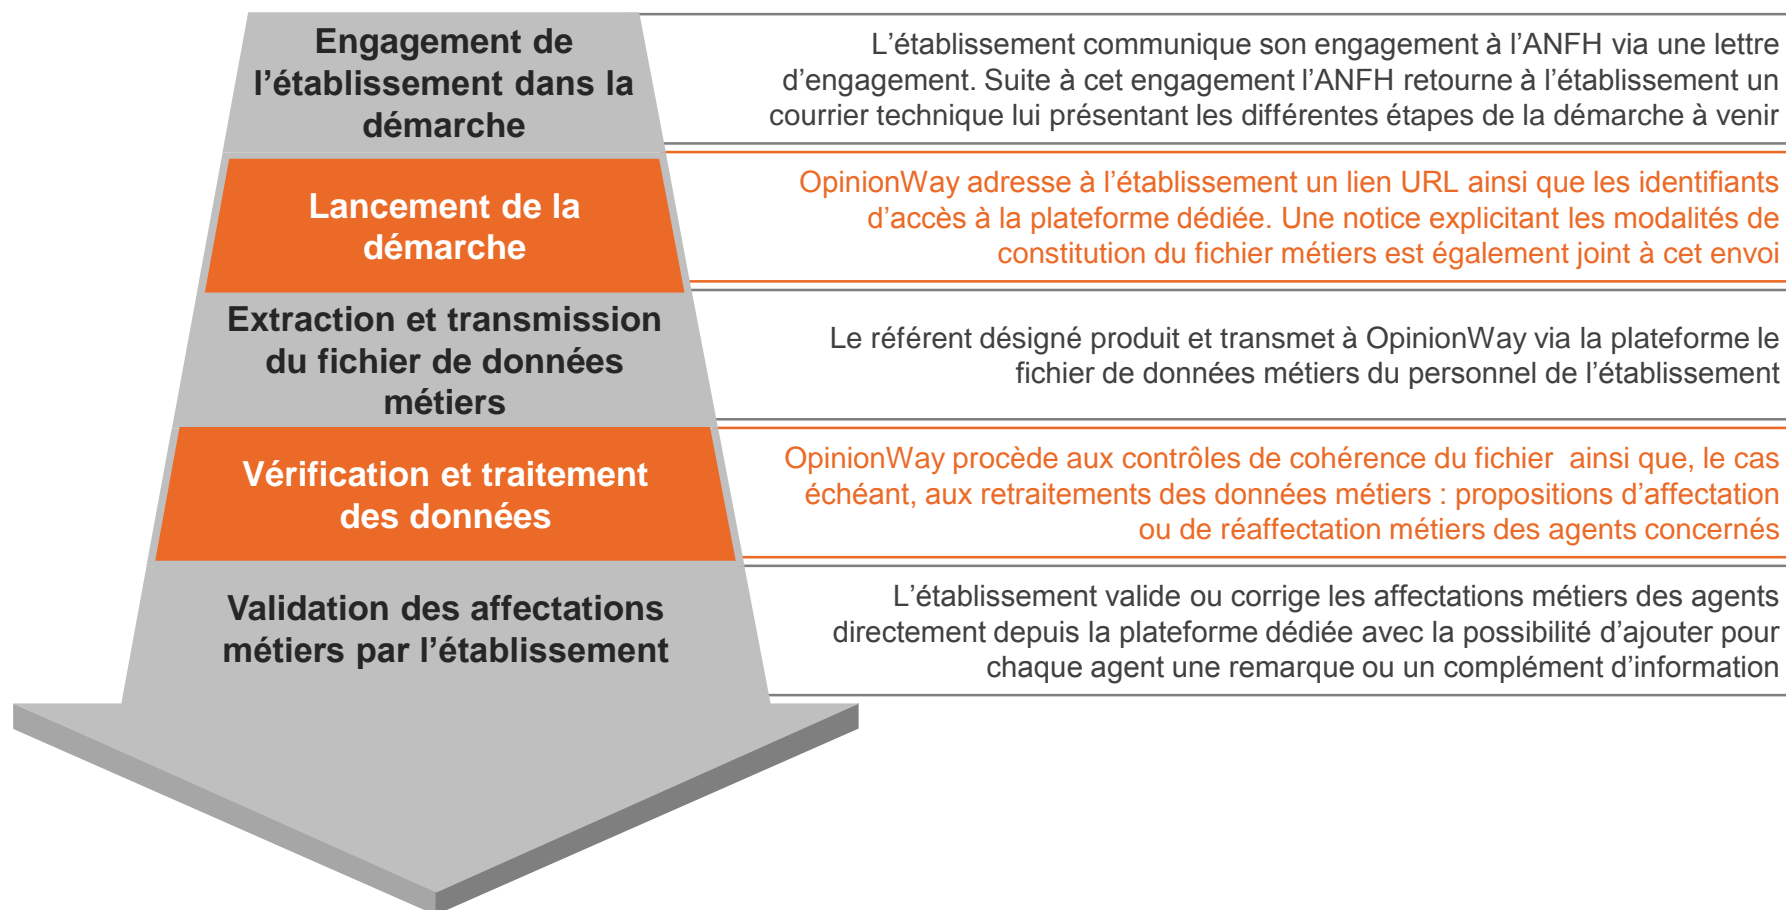 Engagement de
l’établissement dans la
démarche
L’établissement communique son engagement à l’ANFH via une lettre
d’engagement. Suite à cet engagement l’ANFH retourne à l’établissement un
courrier technique lui présentant les différentes étapes de la démarche à venir
Lancement de la
démarche
OpinionWay adresse à l’établissement un lien URL ainsi que les identifiants
d’accès à la plateforme dédiée. Une notice explicitant les modalités de
constitution du fichier métiers est également joint à cet envoi
Extraction et transmission
du fichier de données
métiers
Le référent désigné produit et transmet à OpinionWay via la plateforme le
fichier de données métiers du personnel de l’établissement
Vérification et traitement
des données
OpinionWay procède aux contrôles de cohérence du fichier  ainsi que, le cas
échéant, aux retraitements des données métiers : propositions d’affectation
ou de réaffectation métiers des agents concernés
Validation des affectations
métiers par l’établissement
L’établissement valide ou corrige les affectations métiers des agents
directement depuis la plateforme dédiée avec la possibilité d’ajouter pour
chaque agent une remarque ou un complément d’information